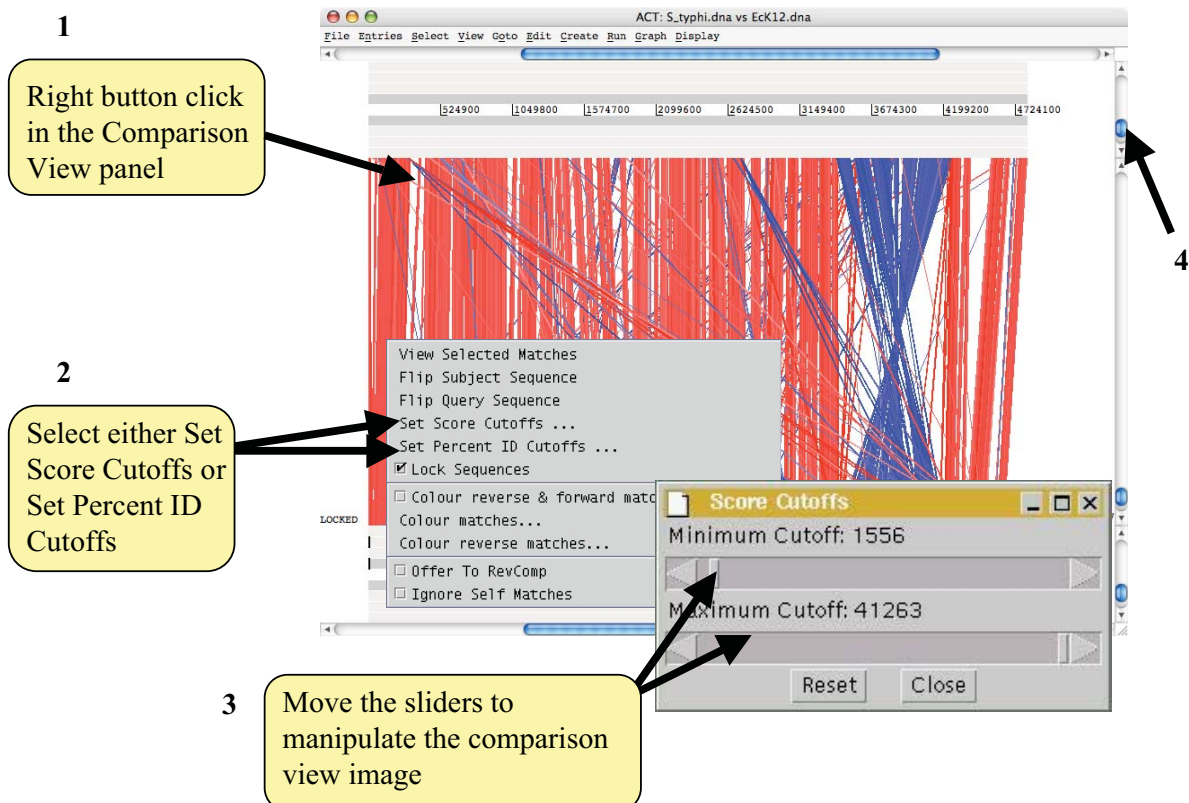 ACT: S_typhi.dna vs EcK12.dna
File Entries Select View Goto Edit Create Run Graph Display
1
Right button click
in the Comparison
View panel
524900 1049800 1574700 2099600 2624500 3149400 3674300 4199200 4724100
4
2
Select either Set
Score Cutoffs or
Set Percent ID
Cutoffs
View Selected Matches
Flip Subject Sequence
Flip Query Sequence
Set Score Cutoffs ...
Set Percent ID Cutoffs ...
Lock Sequences
Colour reverse & forward matc
Colour matches...
Colour reverse matches...
Offer To RevComp
Ignore Self Matches
LOCKED
Score Cutoffs
Minimum Cutoff: 1556
Maximum Cutoff: 41263
Reset Close
3
Move the sliders to
manipulate the comparison
view image